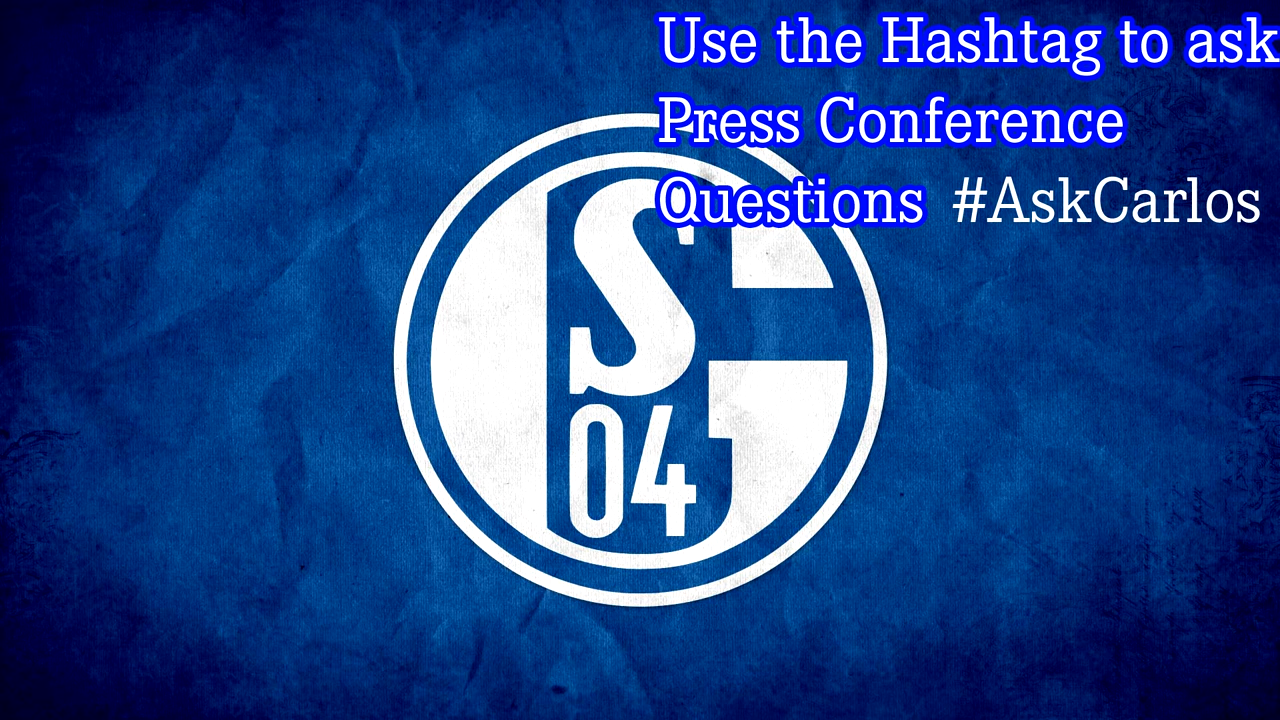 Use the Hashtag to ask
Press Conference
Questions #AskCarlos
S
04